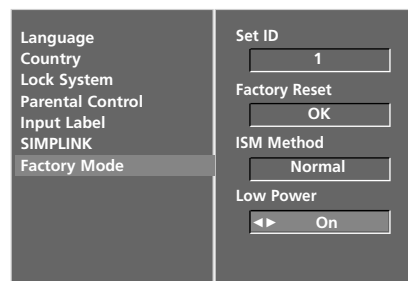 Language
Country
Lock System
Parental Control
Input Label
SIMPLINK
Factory Mode
Set ID
1
Factory Reset
OK
ISM Method
Normal
Low Power
◄► On